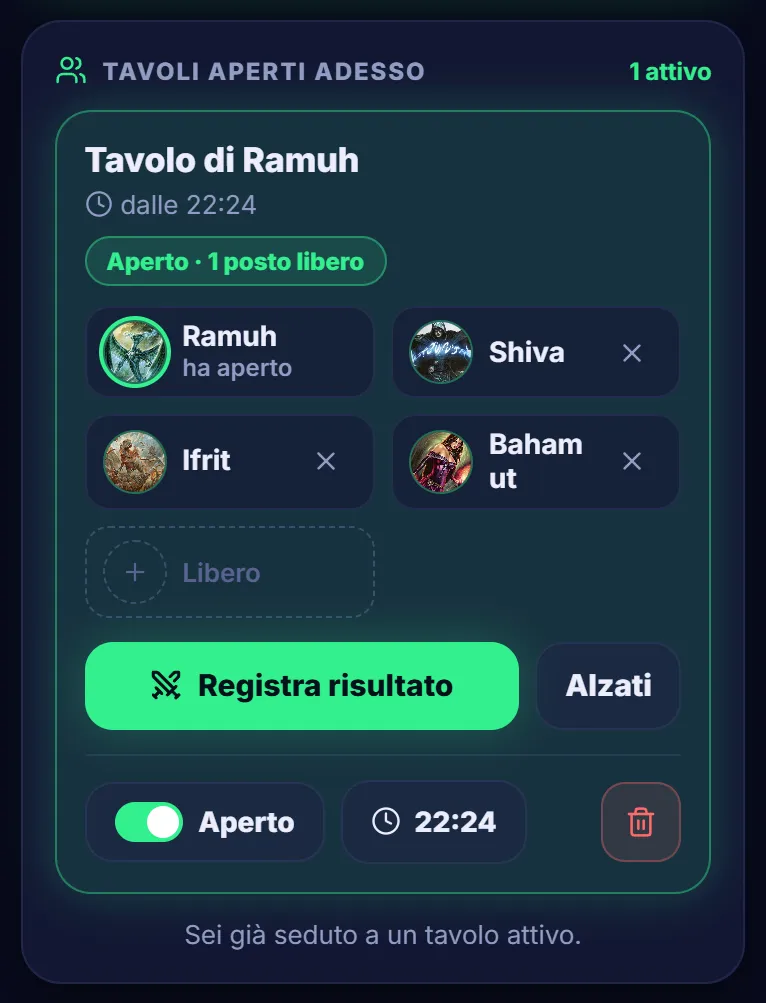 TAVOLI APERTI ADESSO
1 attivo
Tavolo di Ramuh
dalle 22:24
Aperto · 1 posto libero
Ramuh
ha aperto
Shiva
Ifrit
Baham
ut
Libero
Registra risultato
Alzati
Aperto
22:24
Sei già seduto a un tavolo attivo.